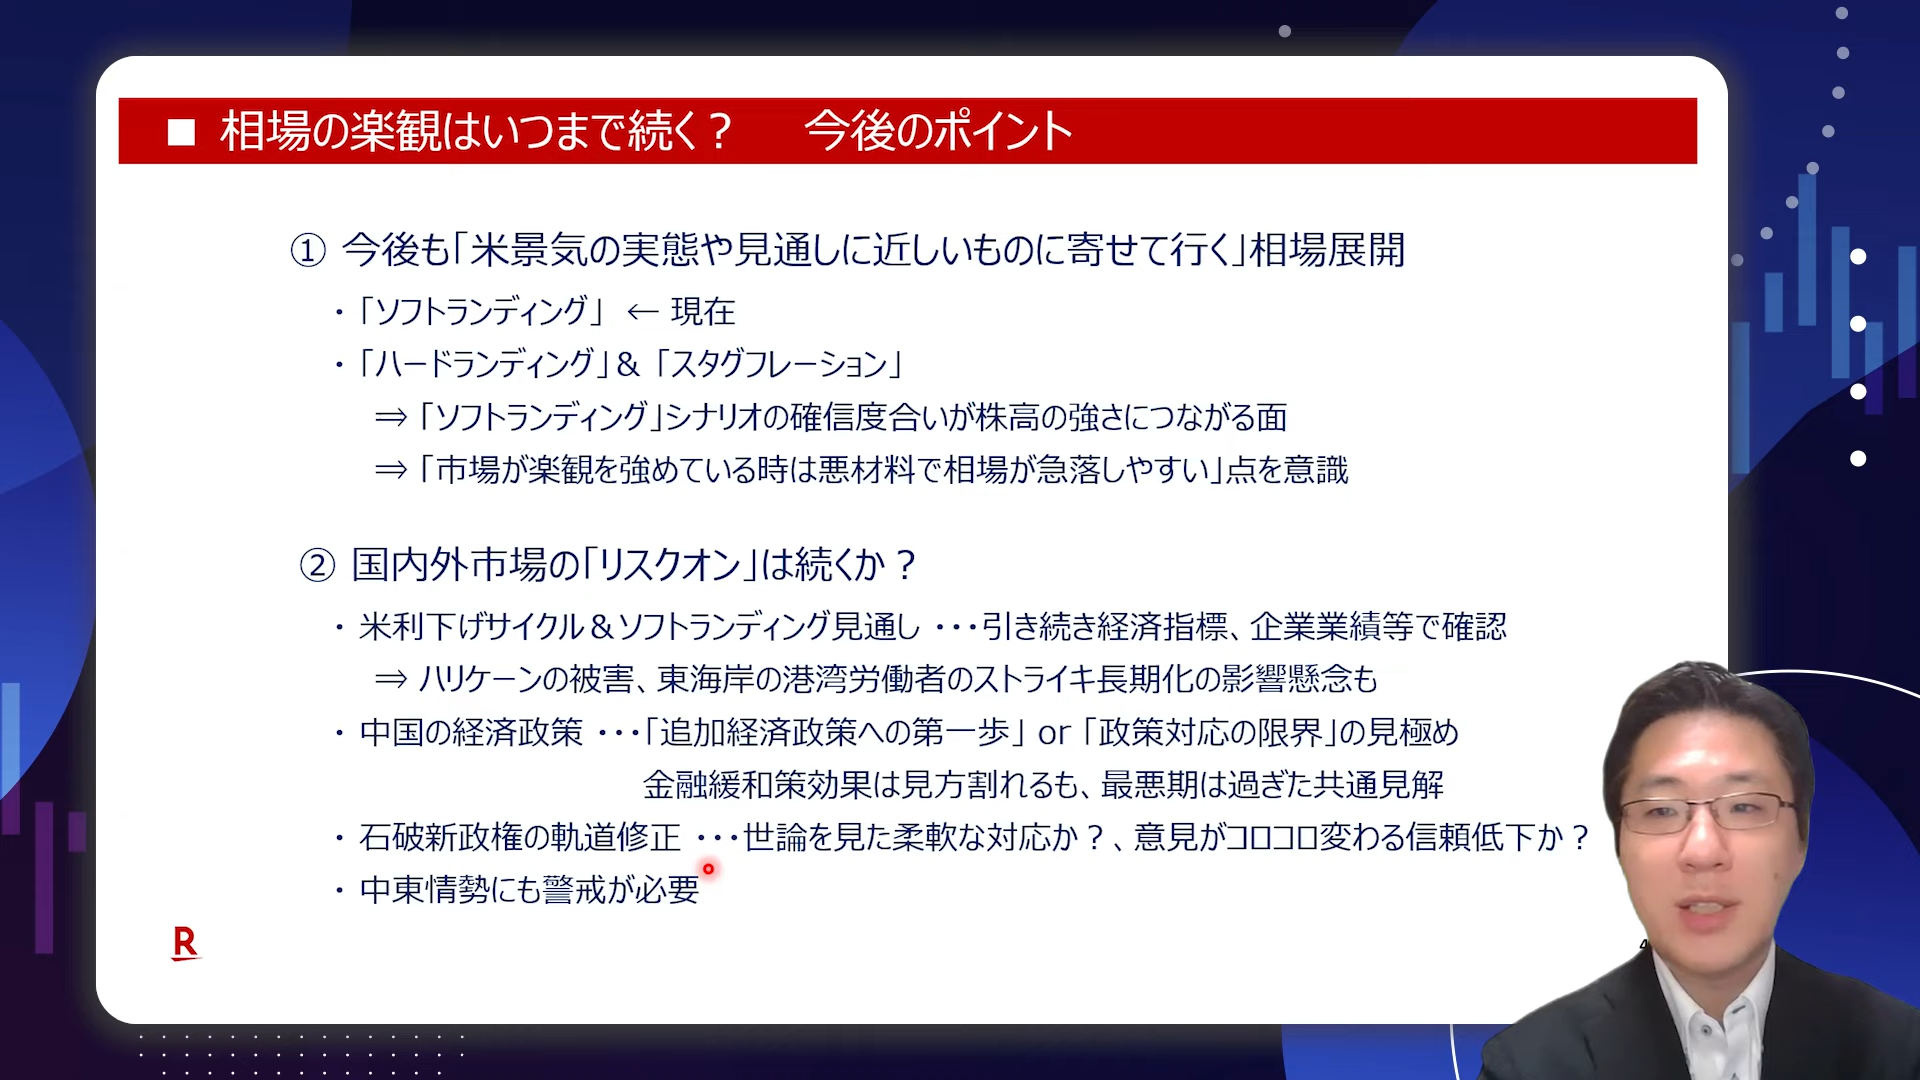 ■ 相場の楽観はいつまで続く？ 今後のポイント
① 今後も「米景気の実態や見通しに近しいものに寄せて行く」相場展開
・「ソフトランディング」 ← 現在
・「ハードランディング」＆「スタグフレーション」
⇒「ソフトランディング」シナリオの確信度合いが株高の強さにつながる面
⇒「市場が楽観を強めている時は悪材料で相場が急落しやすい」点を意識
② 国内外市場の「リスクオン」は続くか？
・ 米利下げサイクル＆ソフトランディング見通し ･･･引き続き経済指標、企業業績等で確認
⇒ ハリケーンの被害、東海岸の港湾労働者のストライキ長期化の影響懸念も
・ 中国の経済政策 ･･･「追加経済政策への第一歩」 or 「政策対応の限界」の見極め
金融緩和策効果は見方割れるも、最悪期は過ぎた共通見解
・ 石破新政権の軌道修正 ･･･世論を見た柔軟な対応か？、意見がコロコロ変わる信頼低下か？
・ 中東情勢にも警戒が必要
R